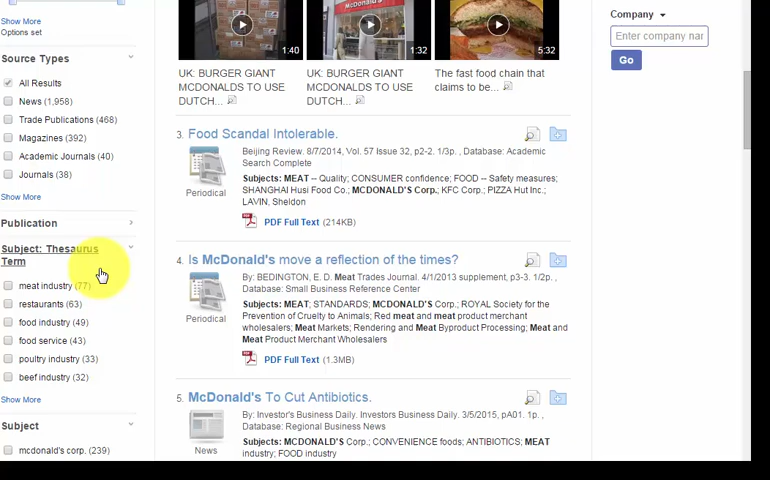 Show More
Options set
Source Types
All Results
News (1,958)
Trade Publications (468)
Magazines (392)
Academic Journals (40)
Journals (38)
Show More
Publication
Subject: Thesaurus
Term
meat industry (77)
restaurants (63)
food industry (49)
food service (43)
poultry industry (33)
beef industry (32)
Show More
Subject
mcdonald's corp. (239)
McDonald's
1:40
1:32
5:32
UK: BURGER GIANT
MCDONALDS TO USE
DUTCH...
UK: BURGER GIANT
MCDONALDS TO USE
DUTCH...
The fast food chain that
claims to be...
3. Food Scandal Intolerable.
Beijing Review. 8/7/2014, Vol. 57 Issue 32, p2-2. 1/3p. , Database: Academic
Search Complete
Periodical
Subjects: MEAT -- Quality; CONSUMER confidence; FOOD -- Safety measures;
SHANGHAI Husi Food Co.; MCDONALD'S Corp.; KFC Corp.; PIZZA Hut Inc.;
LAVIN, Sheldon
PDF Full Text (214KB)
4. Is McDonald's move a reflection of the times?
By: BEDINGTON, E. D. Meat Trades Journal. 4/1/2013 supplement, p3-3. 1/2p. ,
Database: Small Business Reference Center
Periodical
Subjects: MEAT; STANDARDS; MCDONALD'S Corp.; ROYAL Society for the
Prevention of Cruelty to Animals; Red meat and meat product merchant
wholesalers; Meat Markets; Rendering and Meat Byproduct Processing; Meat and
Meat Product Merchant Wholesalers
PDF Full Text (1.3MB)
5. McDonald's To Cut Antibiotics.
By: Investor's Business Daily. Investors Business Daily. 3/5/2015, pA01. 1p. ,
Database: Regional Business News
News
Subjects: MCDONALD'S Corp.; CONVENIENCE foods; ANTIBIOTICS; MEAT
industry; FOOD industry
Company
Enter company nar
Go